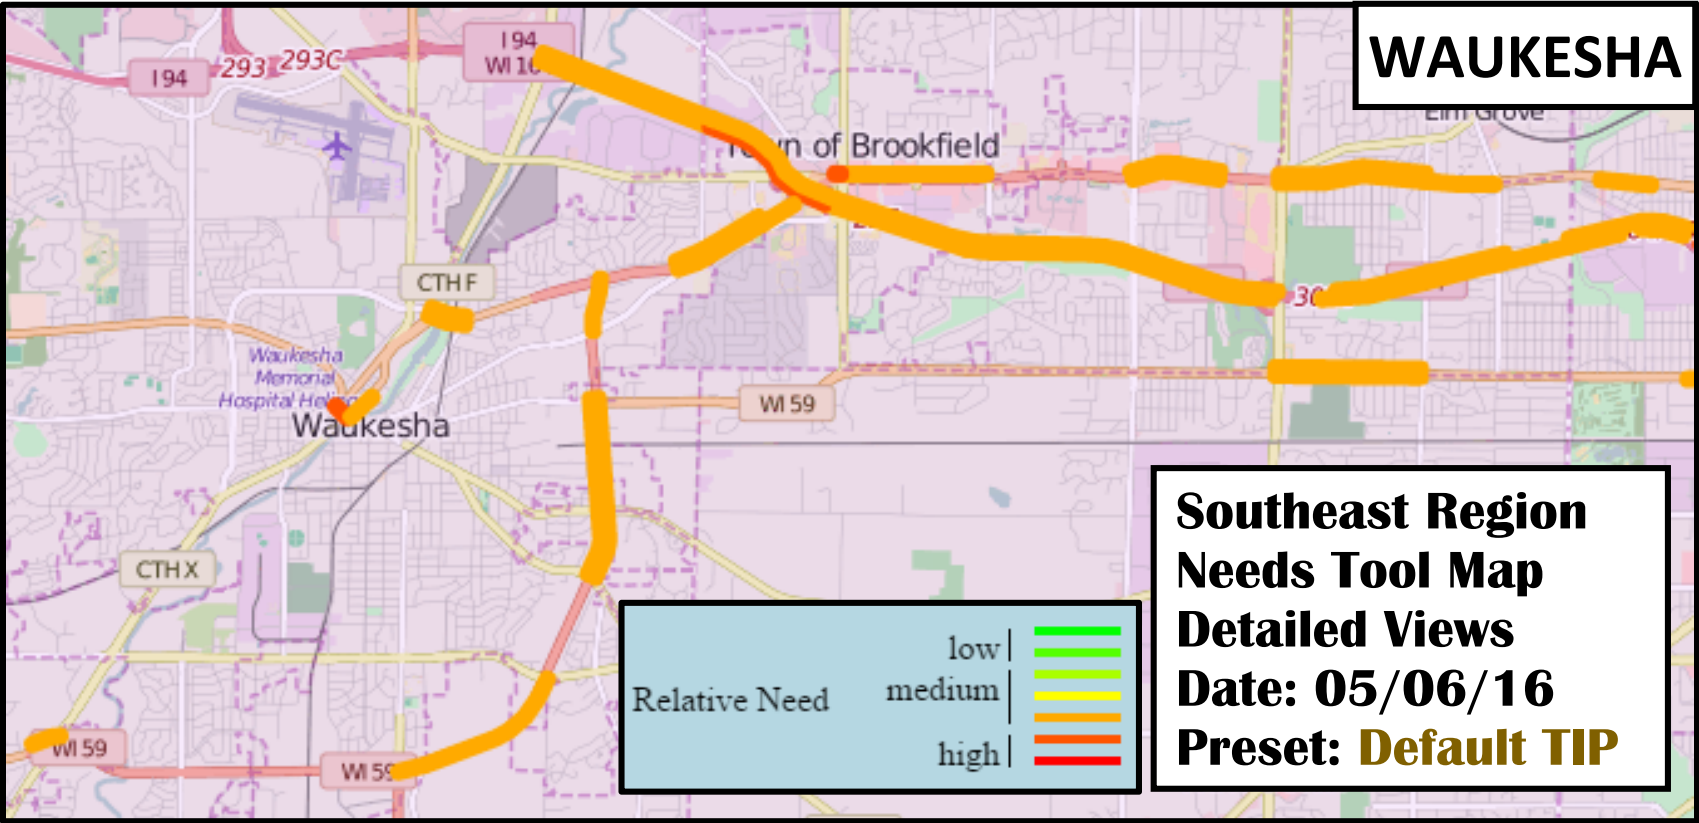 WAUKESHA
I 94
WI 16
I 94
293
293C
Elm Grove
Town of Brookfield
CTH F
30
Waukesha
Memorial
Hospital
WI 59
Waukesha
CTH X
WI 59
WI 59
Relative Need
low
medium
high
Southeast Region
Needs Tool Map
Detailed Views
Date: 05/06/16
Preset: Default TIP